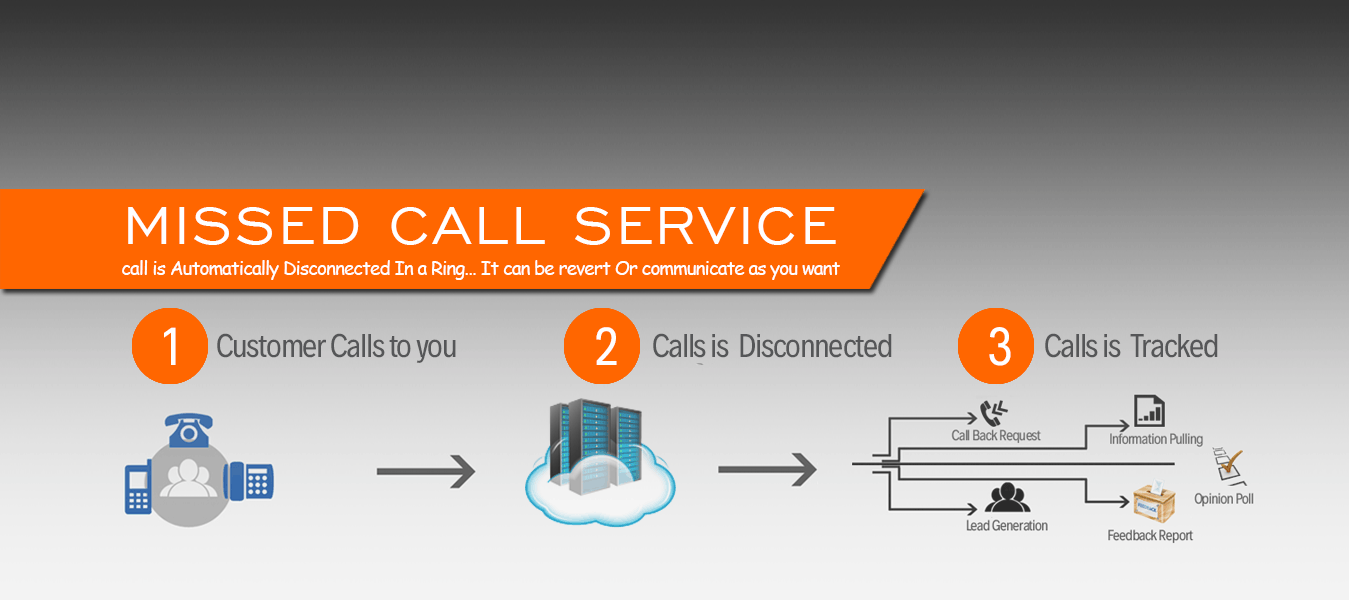 MISSED CALL SERVICE
call is Automatically Disconnected In a Ring... It can be revert Or communicate as you want
1 Customer Calls to you
2 Calls is Disconnected
3 Calls is Tracked
Call Back Request
Information Pulling
Opinion Poll
Lead Generation
Feedback Report